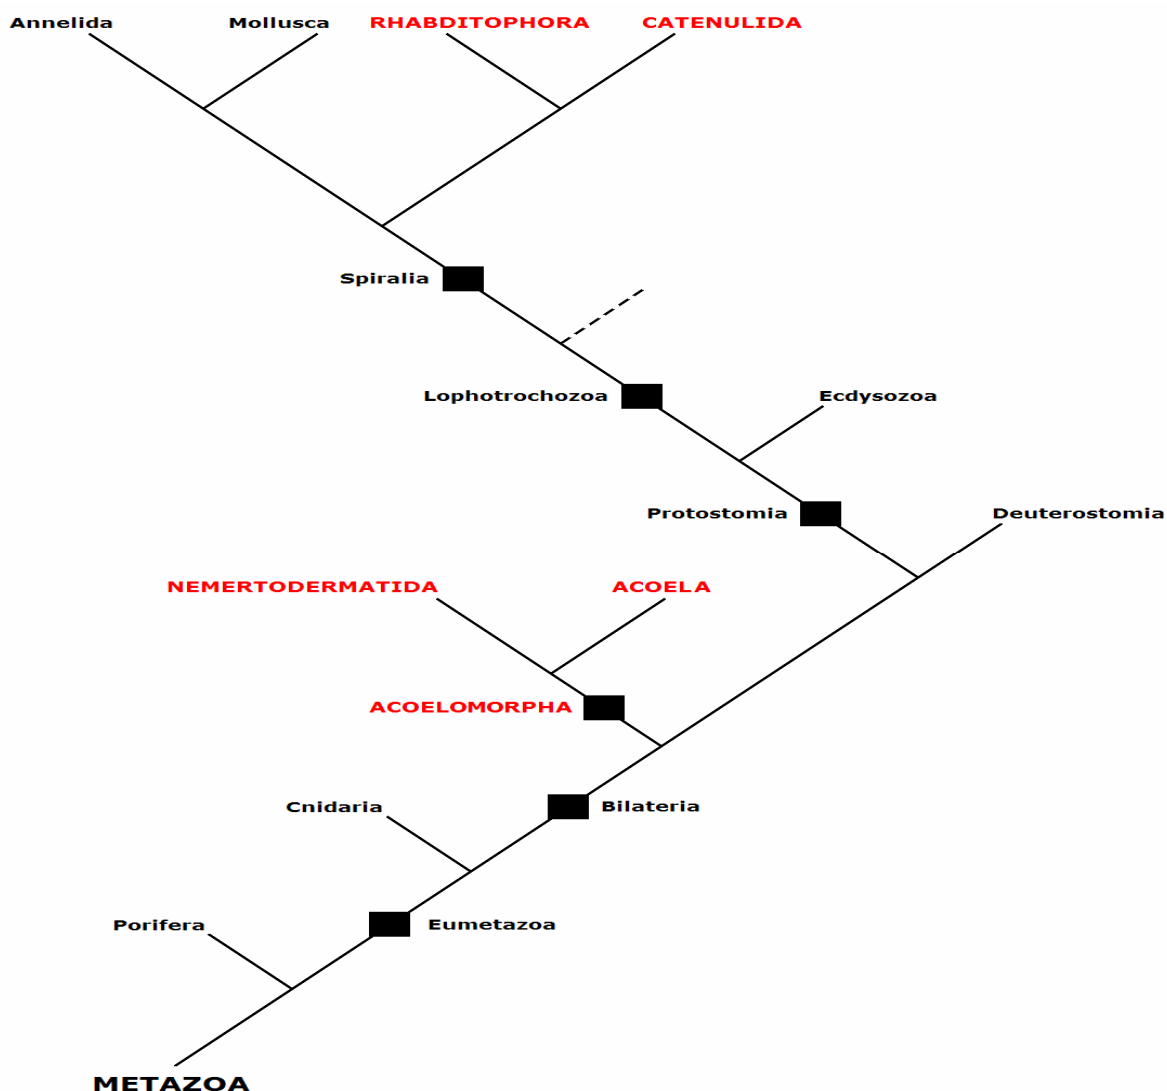 Annelida
Mollusca
RHABDITOPHORA
CATENULIDA
Spiralia
Lophotrochozoa
Ecdysozoa
Protostomia
Deuterostomia
NEMERTODERMATIDA
ACOELA
ACOELOMORPHA
Cnidaria
Bilateria
Porifera
Eumetazoa
METAZOA